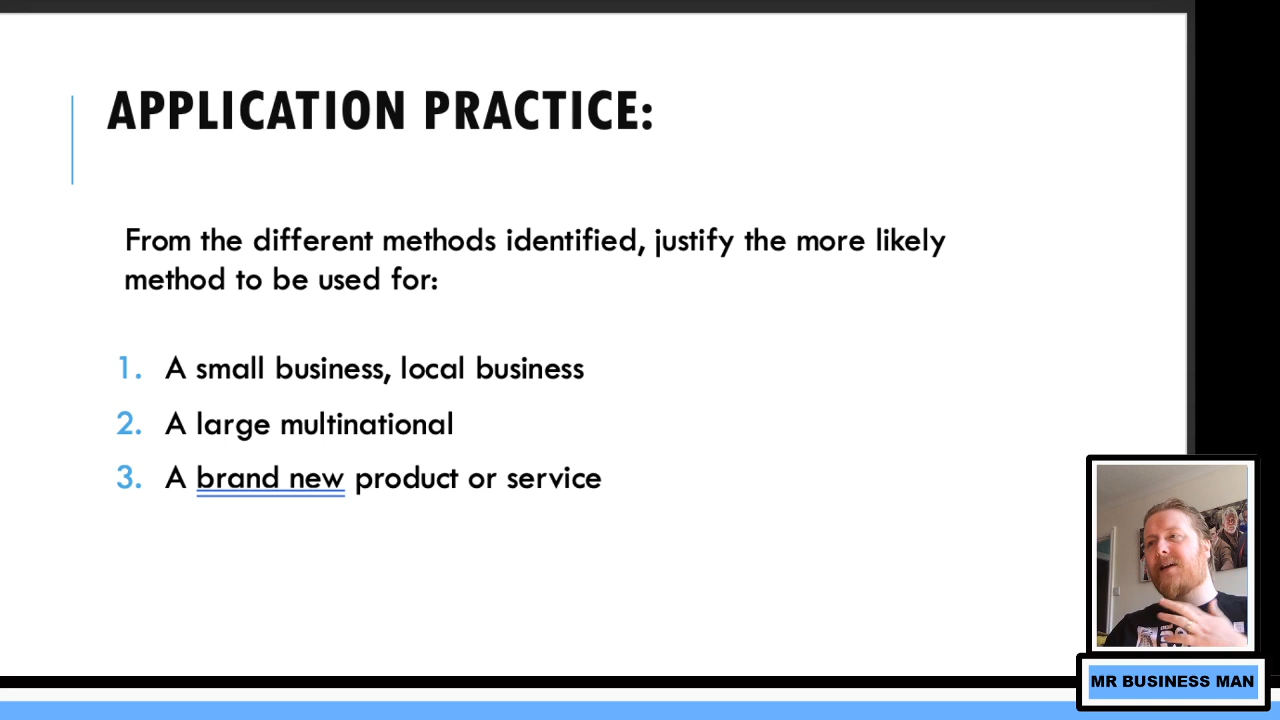 APPLICATION PRACTICE:
From the different methods identified, justify the more likely
method to be used for:
1. A small business, local business
2. A large multinational
3. A brand new product or service
MR BUSINESS MAN